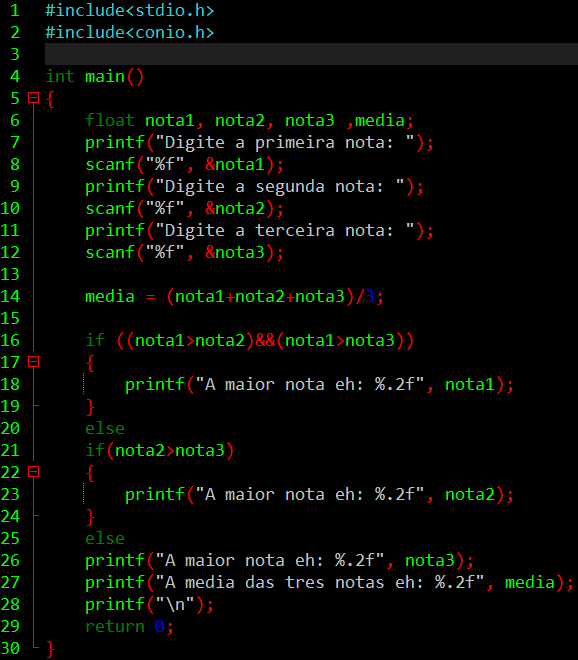 1 #include<stdio.h>
2 #include<conio.h>
3
4 int main()
5 {
6 float nota1, nota2, nota3 ,media;
7 printf("Digite a primeira nota: ");
8 scanf("%f", &nota1);
9 printf("Digite a segunda nota: ");
10 scanf("%f", &nota2);
11 printf("Digite a terceira nota: ");
12 scanf("%f", &nota3);
13
14 media = (nota1+nota2+nota3)/3;
15
16 if ((nota1>nota2)&&(nota1>nota3))
17 {
18 printf("A maior nota eh: %.2f", nota1);
19 }
20 else
21 if(nota2>nota3)
22 {
23 printf("A maior nota eh: %.2f", nota2);
24 }
25 else
26 printf("A maior nota eh: %.2f", nota3);
27 printf("A media das tres notas eh: %.2f", media);
28 printf("\n");
29 return 0;
30 }